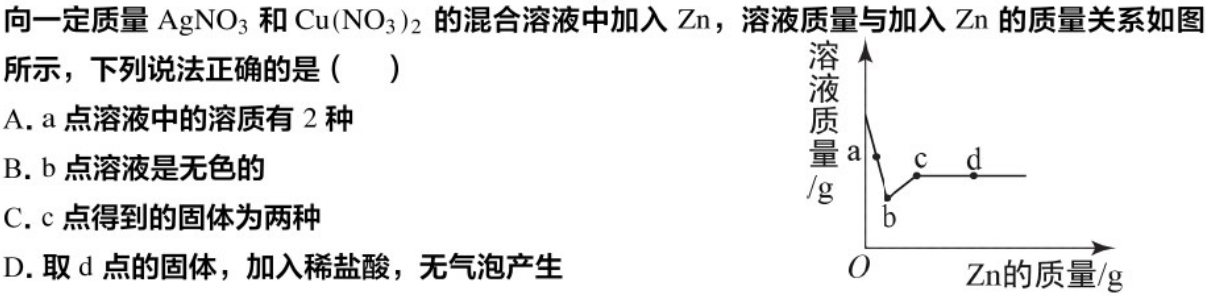 向一定质量 AgNO₃ 和 Cu(NO₃)₂ 的混合溶液中加入 Zn，溶液质量与加入 Zn 的质量关系如图
所示，下列说法正确的是（　　）
A. a 点溶液中的溶质有 2 种
B. b 点溶液是无色的
C. c 点得到的固体为两种
D. 取 d 点的固体，加入稀盐酸，无气泡产生
溶液质量/g
a
b
c
d
O
Zn的质量/g